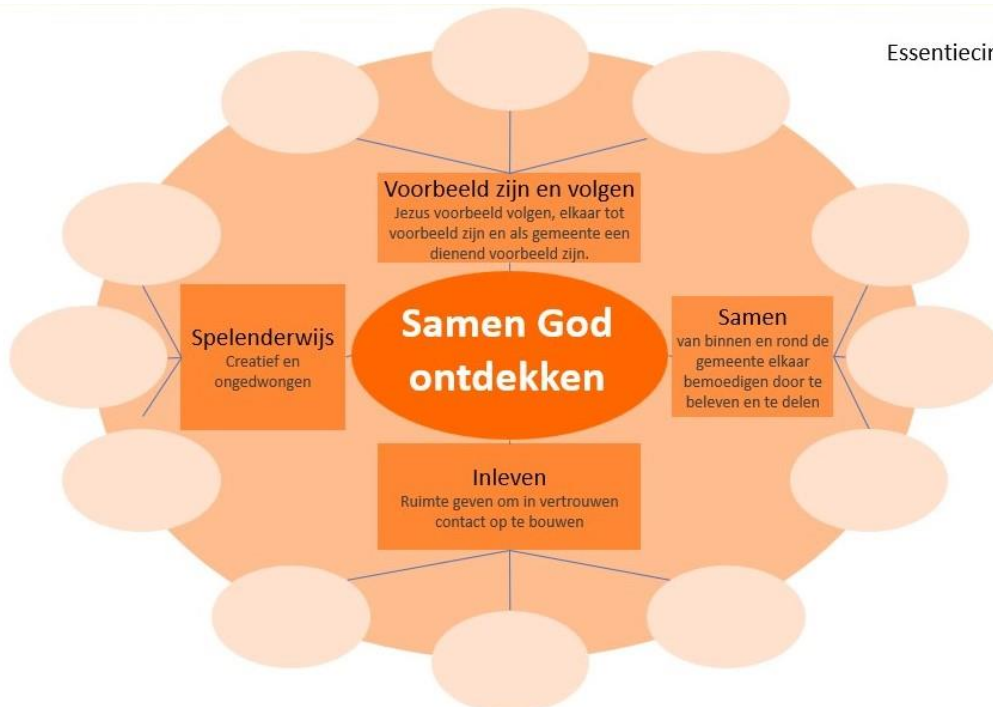 Essentiecir
Voorbeeld zijn en volgen
Jezus voorbeeld volgen, elkaar tot
voorbeeld zijn en als gemeente een
dienend voorbeeld zijn.
Spelenderwijs
Creatief en
ongedwongen
Samen God
ontdekken
Samen
van binnen en rond de
gemeente elkaar
bemoedigen door te
beleven en te delen
Inleven
Ruimte geven om in vertrouwen
contact op te bouwen